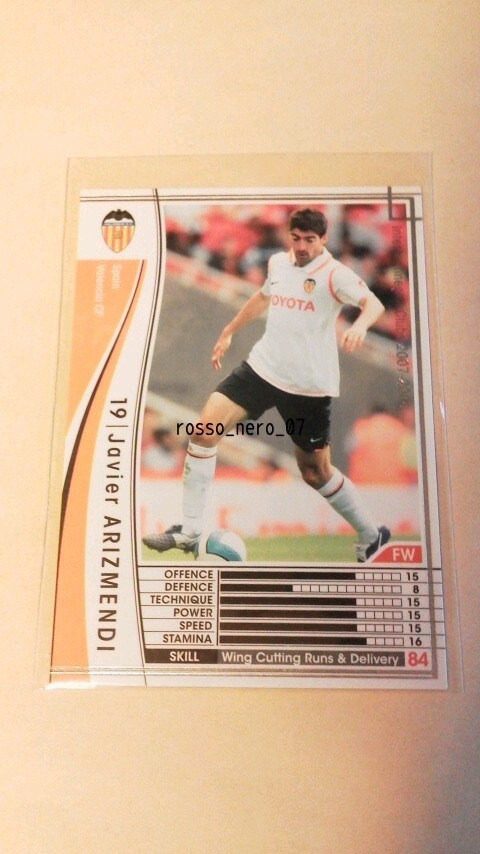 Spain
Valencia CF
19 | Javier ARIZMENDI
TOYOTA
rosso_nero_07
FW
OFFENCE 15
DEFENCE 8
TECHNIQUE 15
POWER 15
SPEED 15
STAMINA 16
SKILL Wing Cutting Runs & Delivery 84